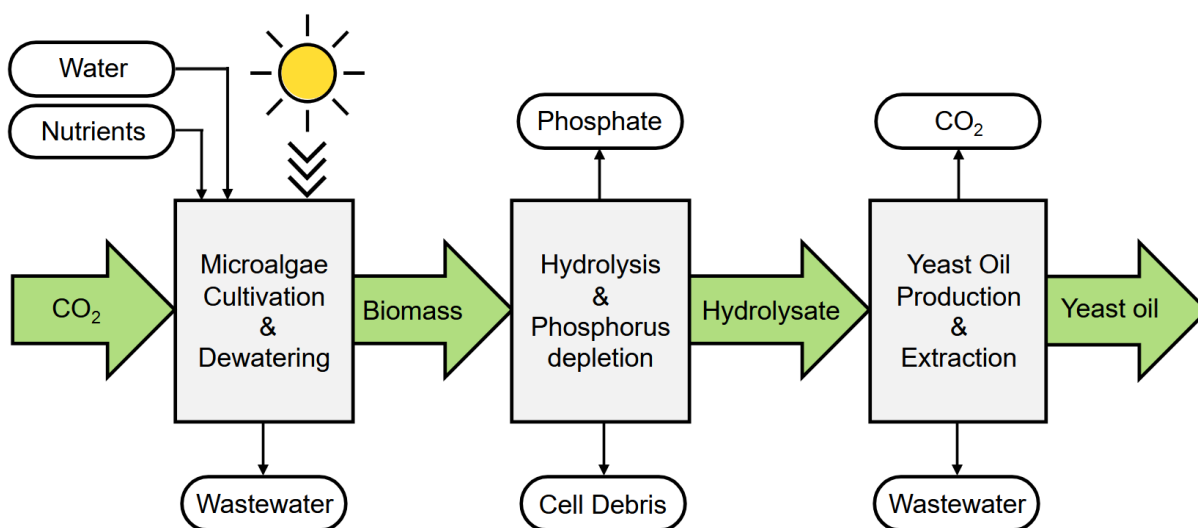 Water
Nutrients
Phosphate
CO₂
CO₂
Microalgae
Cultivation
&
Dewatering
Biomass
Hydrolysis
&
Phosphorus
depletion
Hydrolysate
Yeast Oil
Production
&
Extraction
Yeast oil
Wastewater
Cell Debris
Wastewater